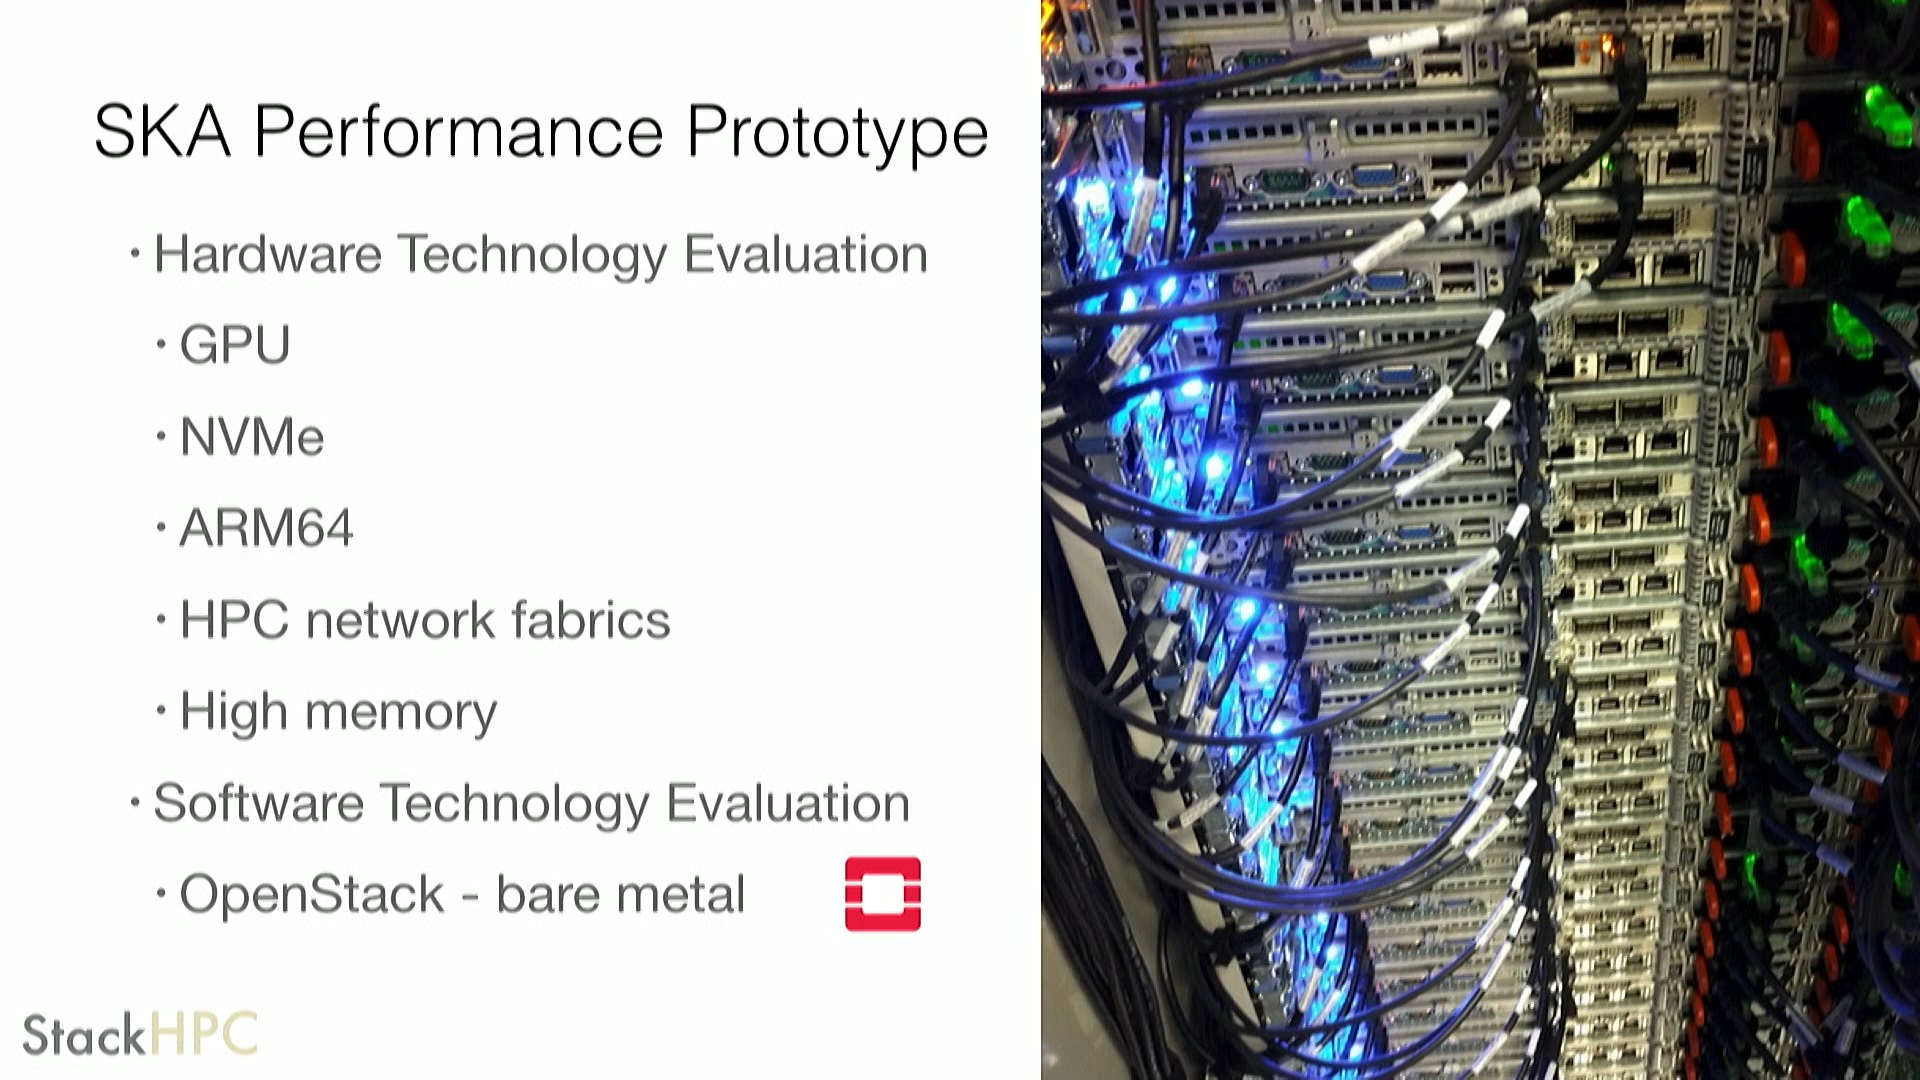 SKA Performance Prototype
• Hardware Technology Evaluation
• GPU
• NVMe
• ARM64
• HPC network fabrics
• High memory
• Software Technology Evaluation
• OpenStack - bare metal
StackHPC